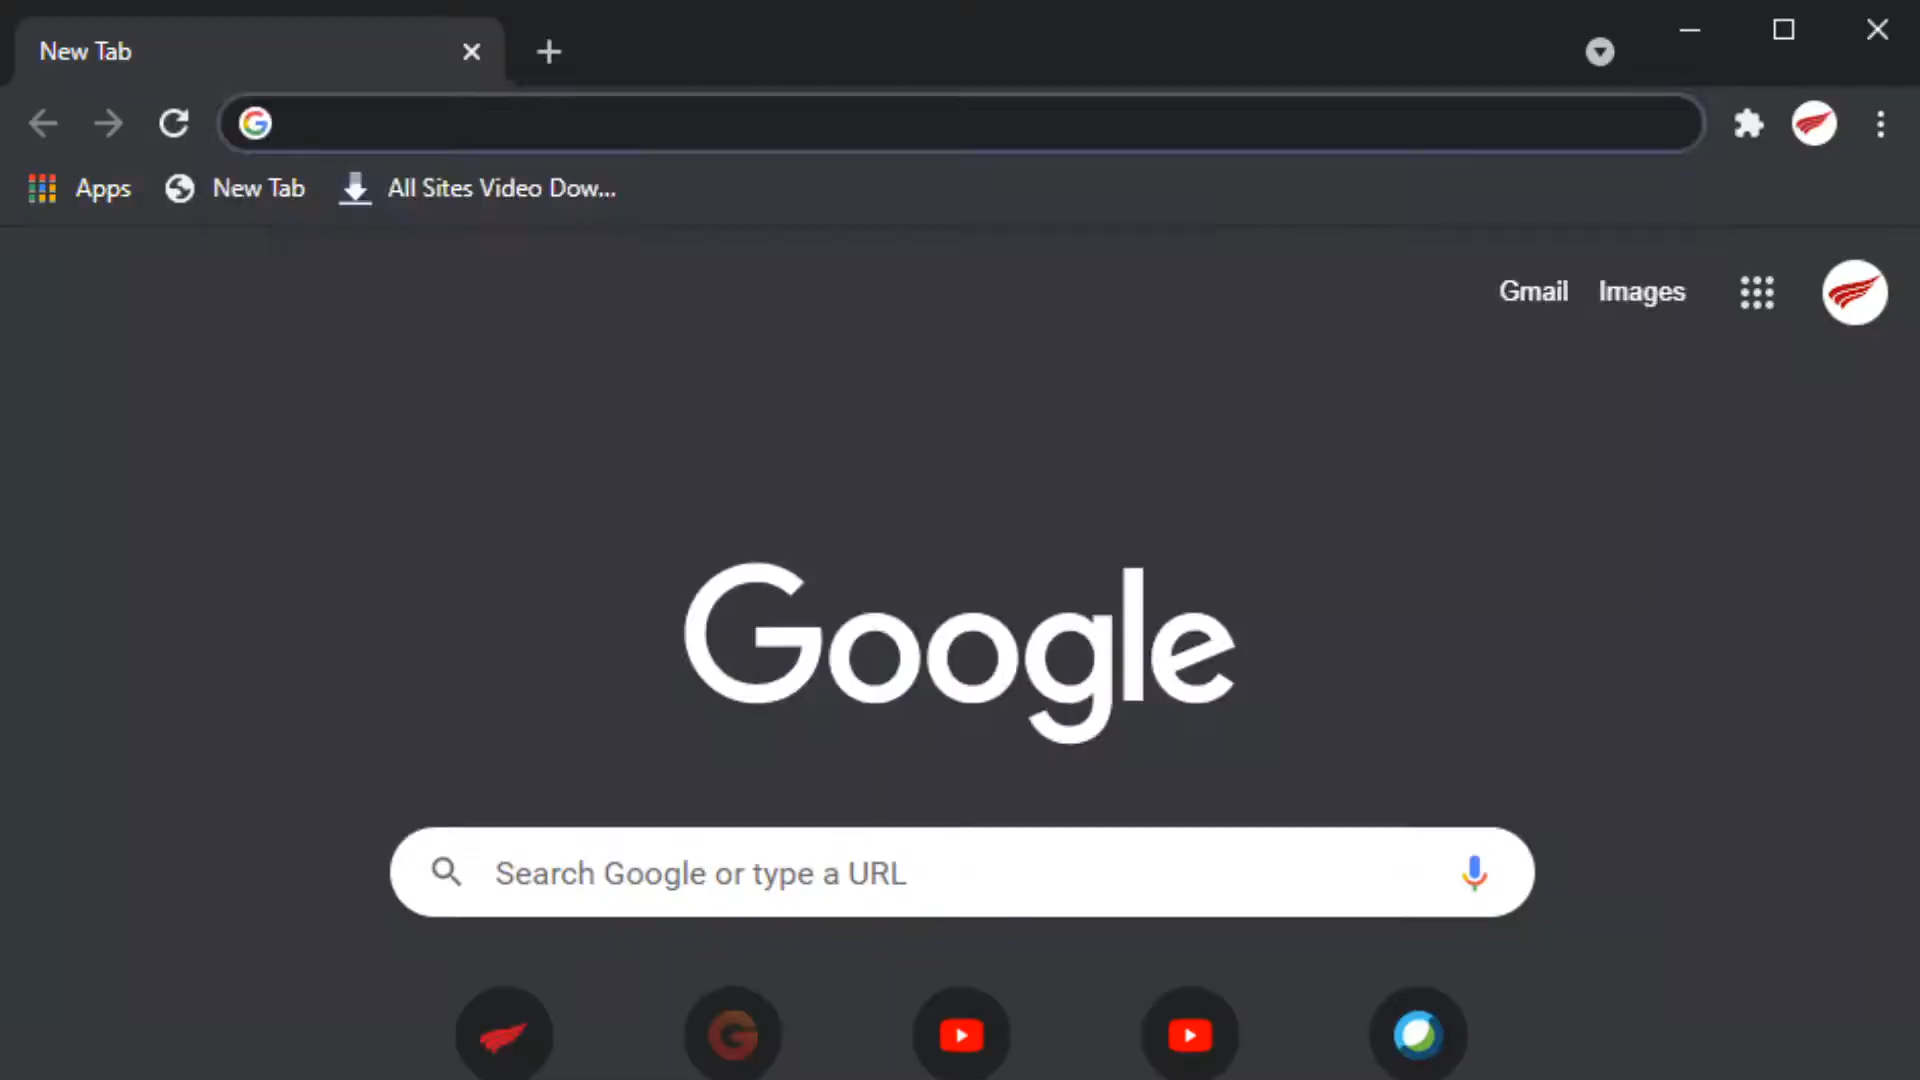 New Tab
Apps
New Tab
All Sites Video Dow...
Gmail
Images
Google
Search Google or type a URL